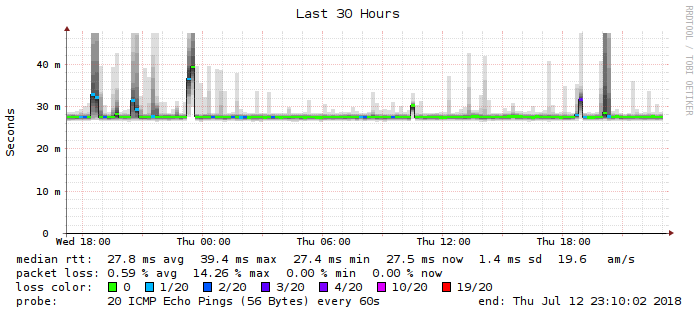 Last 30 Hours
RRDTOOL / TOBI OETIKER
Seconds
40 m
30 m
20 m
10 m
0
Wed 18:00 Thu 00:00 Thu 06:00 Thu 12:00 Thu 18:00
median rtt: 27.8 ms avg 39.4 ms max 27.4 ms min 27.5 ms now 1.4 ms sd 19.6 am/s
packet loss: 0.59 % avg 14.26 % max 0.00 % min 0.00 % now
loss color: 0 1/20 2/20 3/20 4/20 10/20 19/20
probe: 20 ICMP Echo Pings (56 Bytes) every 60s end: Thu Jul 12 23:10:02 2018